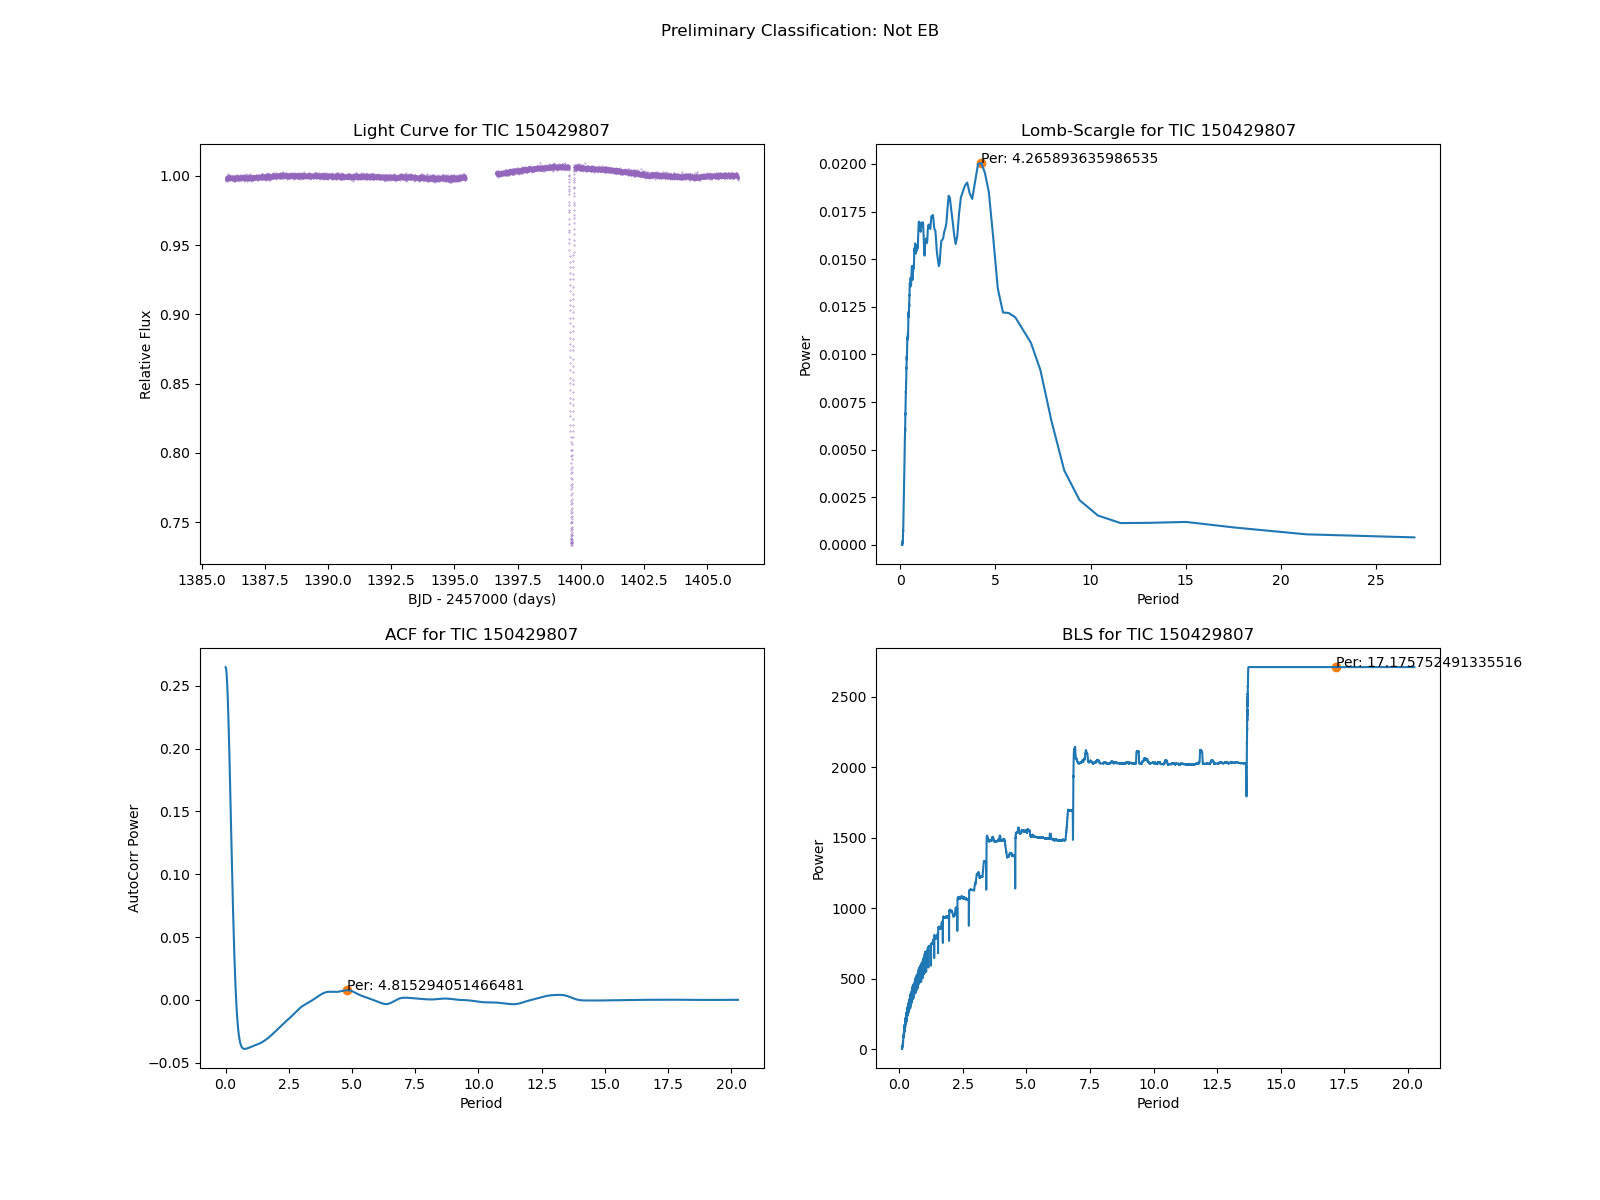 Preliminary Classification: Not EB
Light Curve for TIC 150429807
Relative Flux
1.00
0.95
0.90
0.85
0.80
0.75
1385.0 1387.5 1390.0 1392.5 1395.0 1397.5 1400.0 1402.5 1405.0
BJD - 2457000 (days)
Lomb-Scargle for TIC 150429807
Per: 4.265893635986535
Power
0.0200
0.0175
0.0150
0.0125
0.0100
0.0075
0.0050
0.0025
0.0000
0 5 10 15 20 25
Period
ACF for TIC 150429807
AutoCorr Power
0.25
0.20
0.15
0.10
0.05
0.00
−0.05
Per: 4.815294051466481
0.0 2.5 5.0 7.5 10.0 12.5 15.0 17.5 20.0
Period
BLS for TIC 150429807
Per: 17.175752491335516
Power
2500
2000
1500
1000
500
0
0.0 2.5 5.0 7.5 10.0 12.5 15.0 17.5 20.0
Period